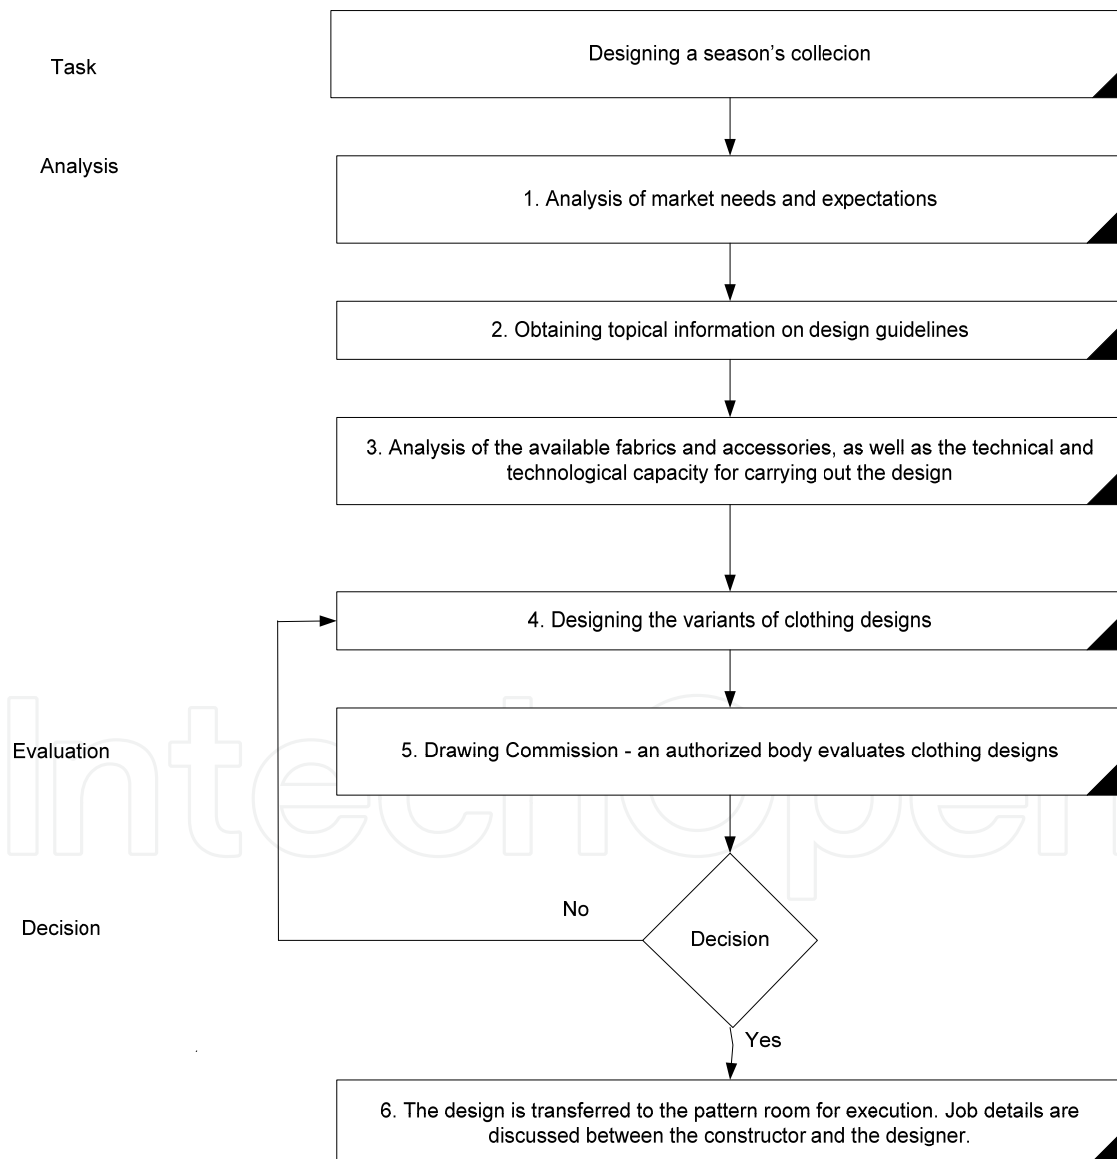 Task
Designing a season's collecion
Analysis
1. Analysis of market needs and expectations
2. Obtaining topical information on design guidelines
3. Analysis of the available fabrics and accessories, as well as the technical and
technological capacity for carrying out the design
4. Designing the variants of clothing designs
Evaluation
5. Drawing Commission - an authorized body evaluates clothing designs
IntechOpen
No
Decision
Decision
Yes
6. The design is transferred to the pattern room for execution. Job details are
discussed between the constructor and the designer.